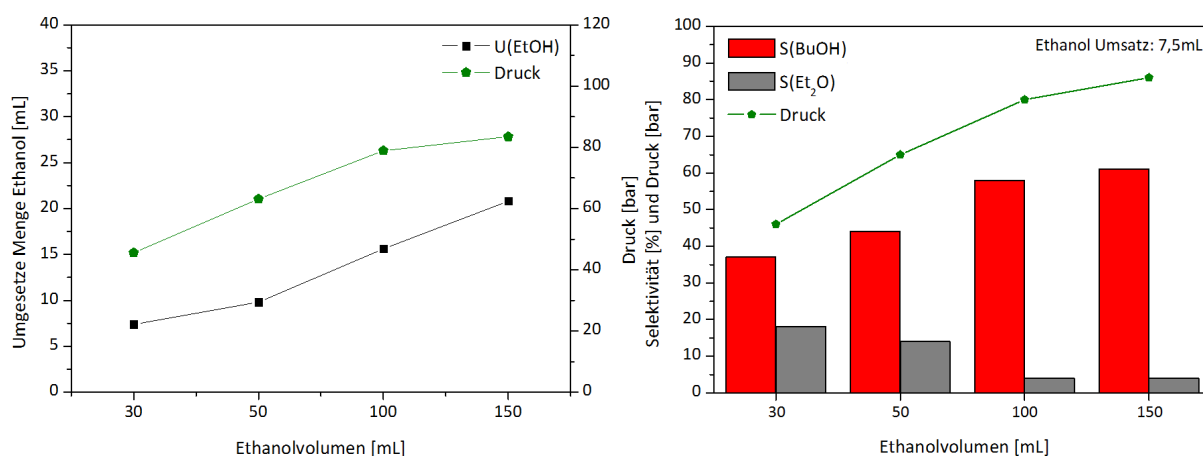 40
35
30
25
20
15
10
5
0
Umgesetze Menge Ethanol [mL]
U(EtOH)
Druck
120
100
80
60
40
20
0
Druck [bar]
30 50 100 150
Ethanolvolumen [mL]
100
90
80
70
60
50
40
30
20
10
0
Selektivität [%] und Druck [bar]
S(BuOH)
S(Et₂O)
Druck
Ethanol Umsatz: 7,5mL
30 50 100 150
Ethanolvolumen [mL]